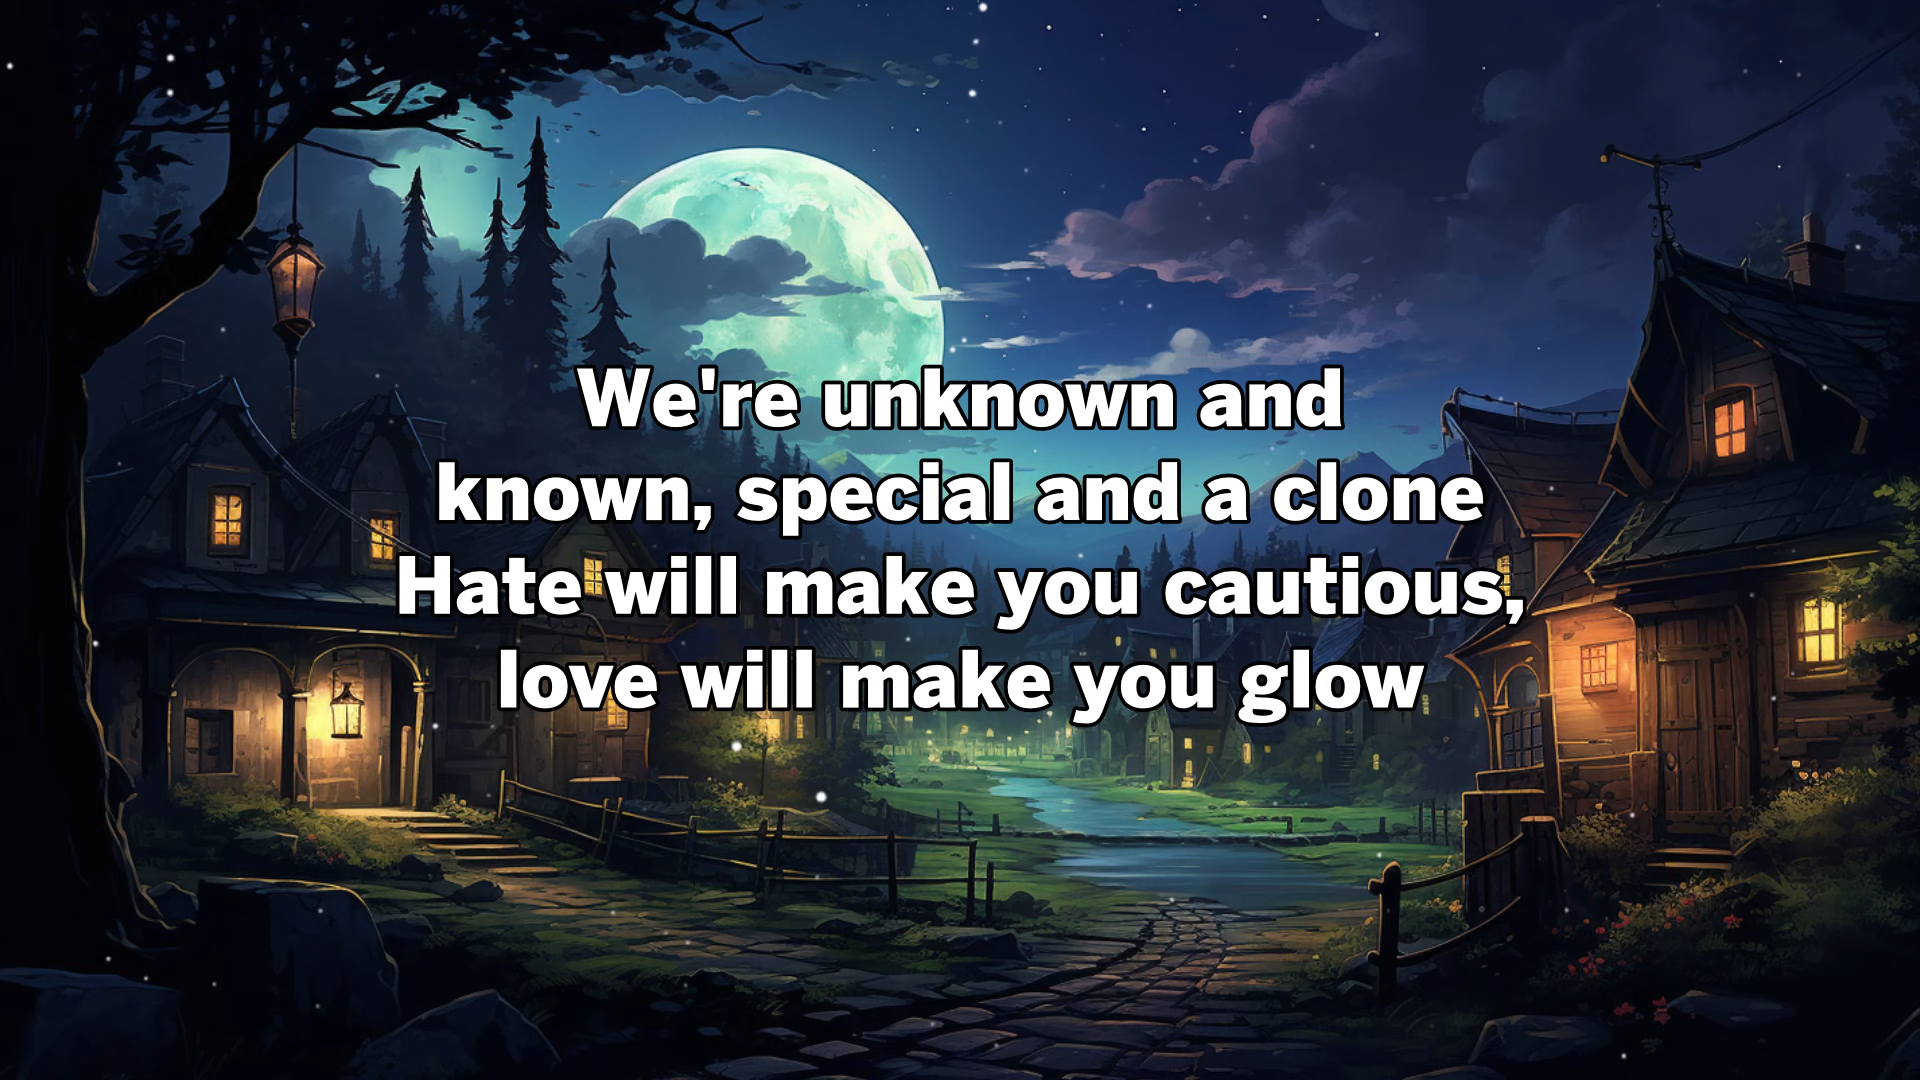 We're unknown and
known, special and a clone
Hate will make you cautious,
love will make you glow